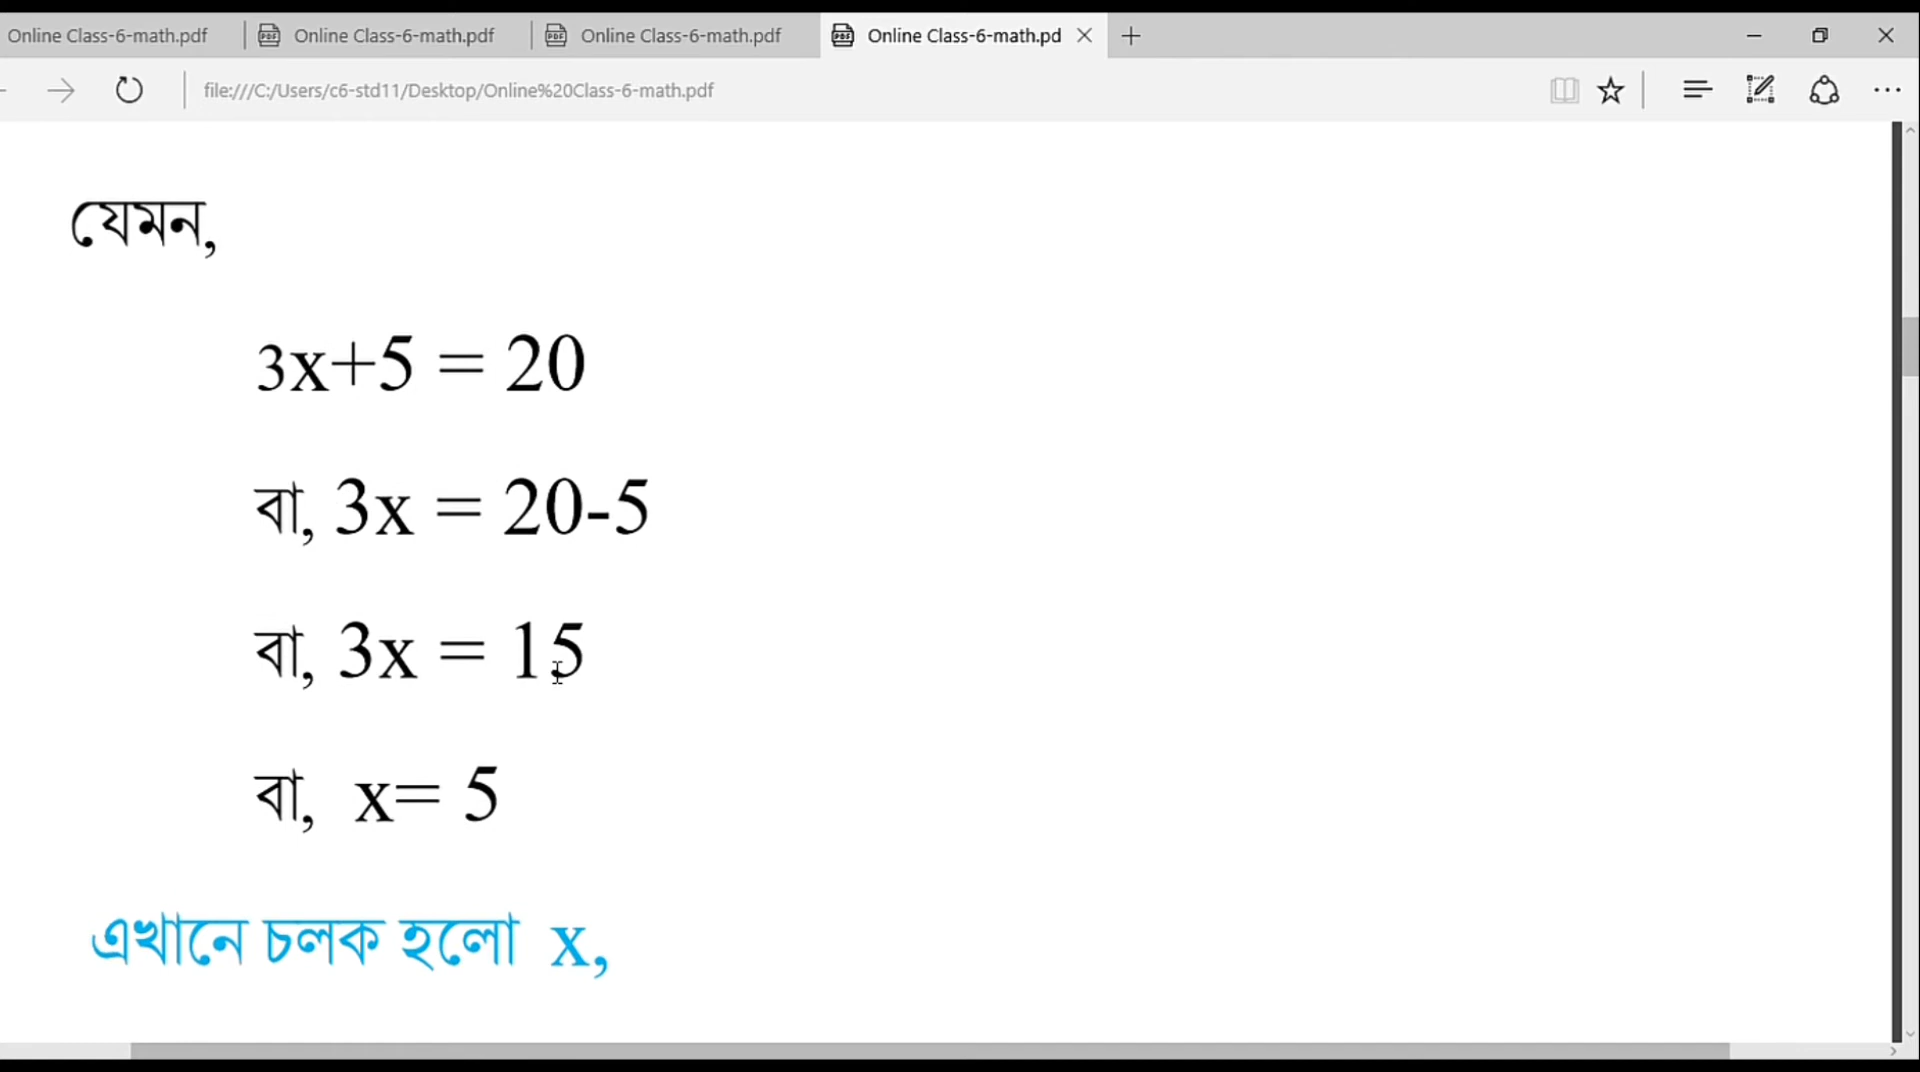 Online Class-6-math.pdf Online Class-6-math.pdf Online Class-6-math.pdf Online Class-6-math.pd
file:///C:/Users/c6-std11/Desktop/Online%20Class-6-math.pdf
যেমন,
3x+5 = 20
বা, 3x = 20-5
বা, 3x = 15
বা, x= 5
এখানে চলক হলো x,